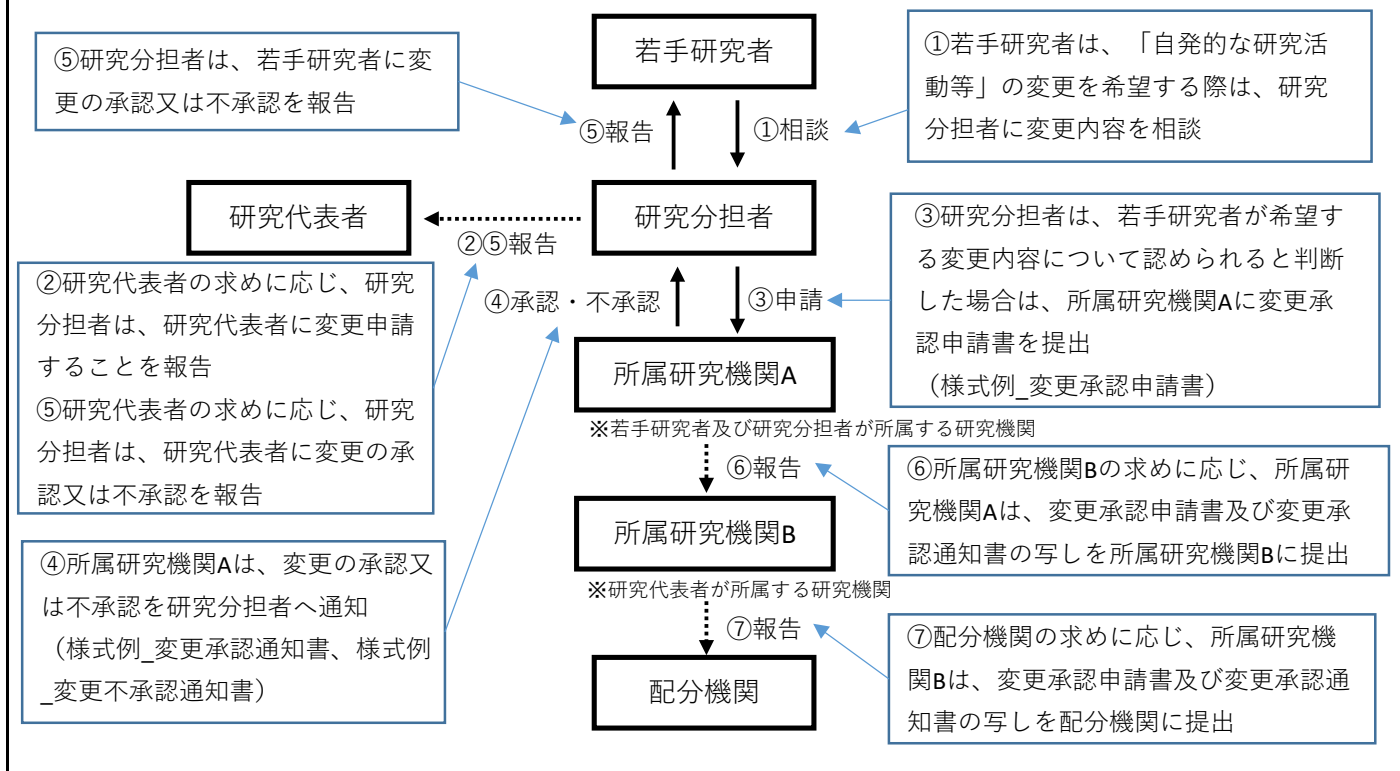 若手研究者
⑤研究分担者は、若手研究者に変
更の承認又は不承認を報告
①若手研究者は、「自発的な研究活
動等」の変更を希望する際は、研究
分担者に変更内容を相談
⑤報告
①相談
研究代表者
研究分担者
②⑤報告
③研究分担者は、若手研究者が希望す
る変更内容について認められると判断
した場合は、所属研究機関Aに変更承
認申請書を提出
（様式例_変更承認申請書）
②研究代表者の求めに応じ、研究
分担者は、研究代表者に変更申請
することを報告
⑤研究代表者の求めに応じ、研究
分担者は、研究代表者に変更の承
認又は不承認を報告
④承認・不承認
③申請
所属研究機関A
※若手研究者及び研究分担者が所属する研究機関
⑥報告
⑥所属研究機関Bの求めに応じ、所属研
究機関Aは、変更承認申請書及び変更承
認通知書の写しを所属研究機関Bに提出
所属研究機関B
※研究代表者が所属する研究機関
④所属研究機関Aは、変更の承認又
は不承認を研究分担者へ通知
（様式例_変更承認通知書、様式例
_変更不承認通知書）
⑦報告
⑦配分機関の求めに応じ、所属研究機
関Bは、変更承認申請書及び変更承認通
知書の写しを配分機関に提出
配分機関